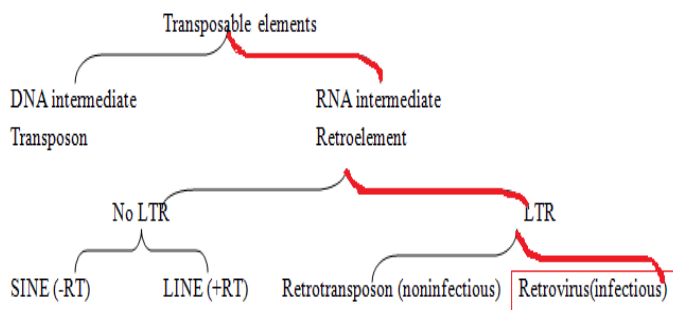 Transposable elements
DNA intermediate RNA intermediate
Transposon Retroelement
No LTR LTR
SINE (-RT) LINE (+RT) Retrotransposon (noninfectious) Retrovirus(infectious)